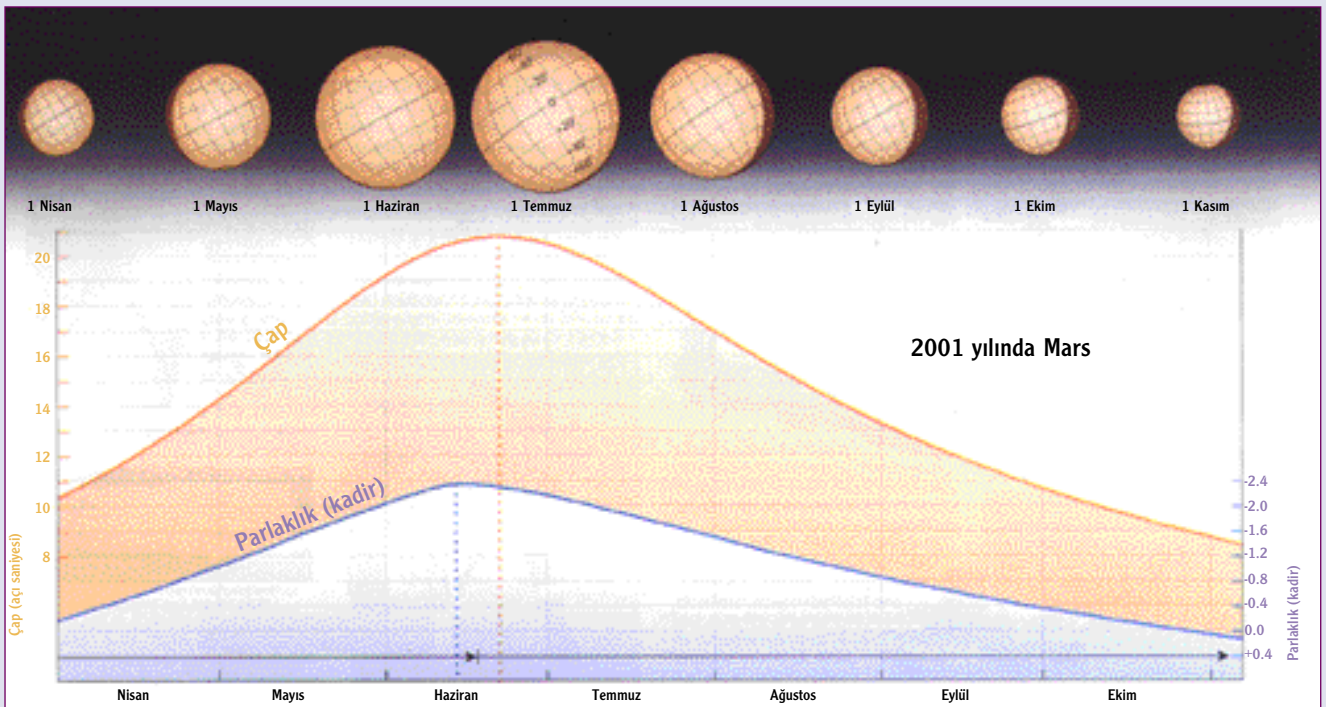 1 Nisan
1 Mayıs
1 Haziran
1 Temmuz
1 Ağustos
1 Eylül
1 Ekim
1 Kasım
2001 yılında Mars
Çap
Parlaklık (kadir)
Çap (açı saniyesi)
20
18
16
14
12
10
8
-2.4
-2.0
-1.6
-1.2
-0.8
-0.4
0.0
+0.4
Parlaklık (kadir)
Nisan
Mayıs
Haziran
Temmuz
Ağustos
Eylül
Ekim